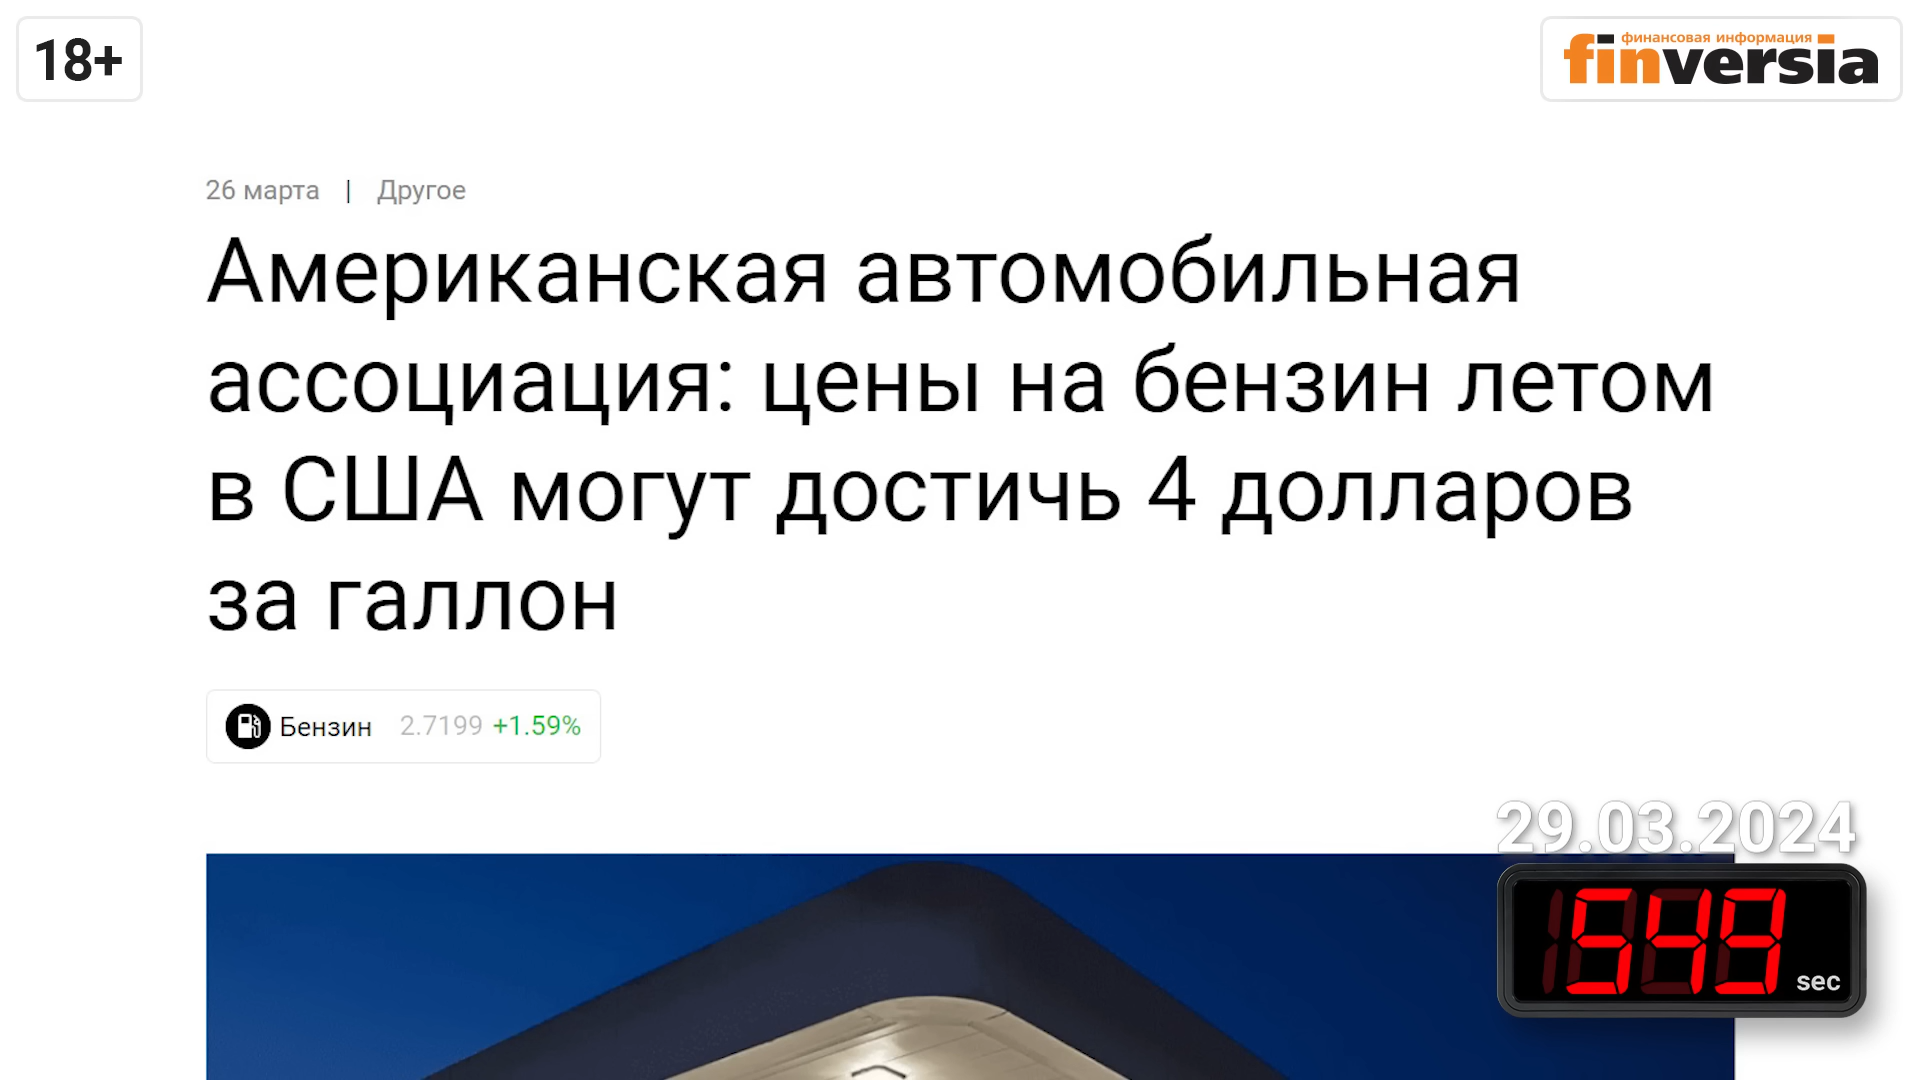 18+
финансовая информация
finversia
26 марта | Другое
Американская автомобильная
ассоциация: цены на бензин летом
в США могут достичь 4 долларов
за галлон
Бензин 2.7199 +1.59%
29.03.2024
549 sec